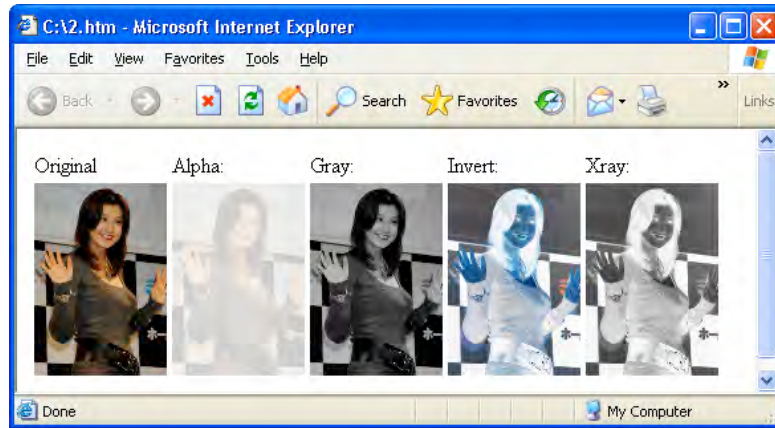 C:\2.htm - Microsoft Internet Explorer
File Edit View Favorites Tools Help
Back Search Favorites » Links
Original Alpha: Gray: Invert: Xray:
Done My Computer